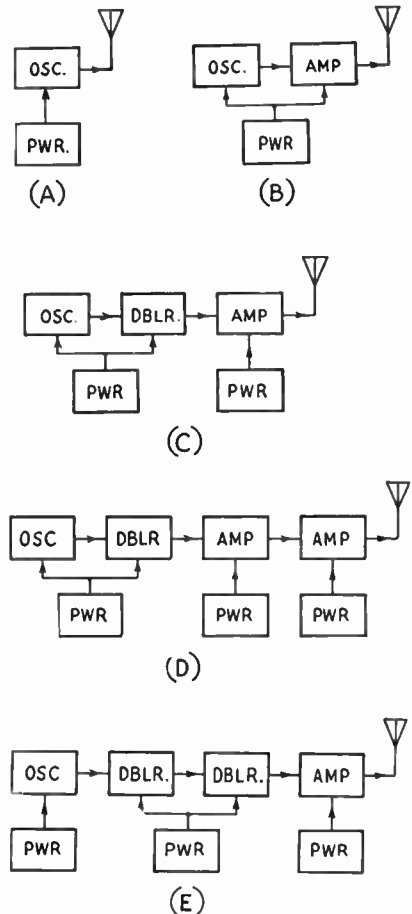 OSC.
PWR.
(A)
OSC. AMP
PWR
(B)
OSC. DBLR. AMP
PWR PWR
(C)
OSC DBLR AMP AMP
PWR PWR PWR
(D)
OSC DBLR. DBLR. AMP
PWR PWR PWR
(E)